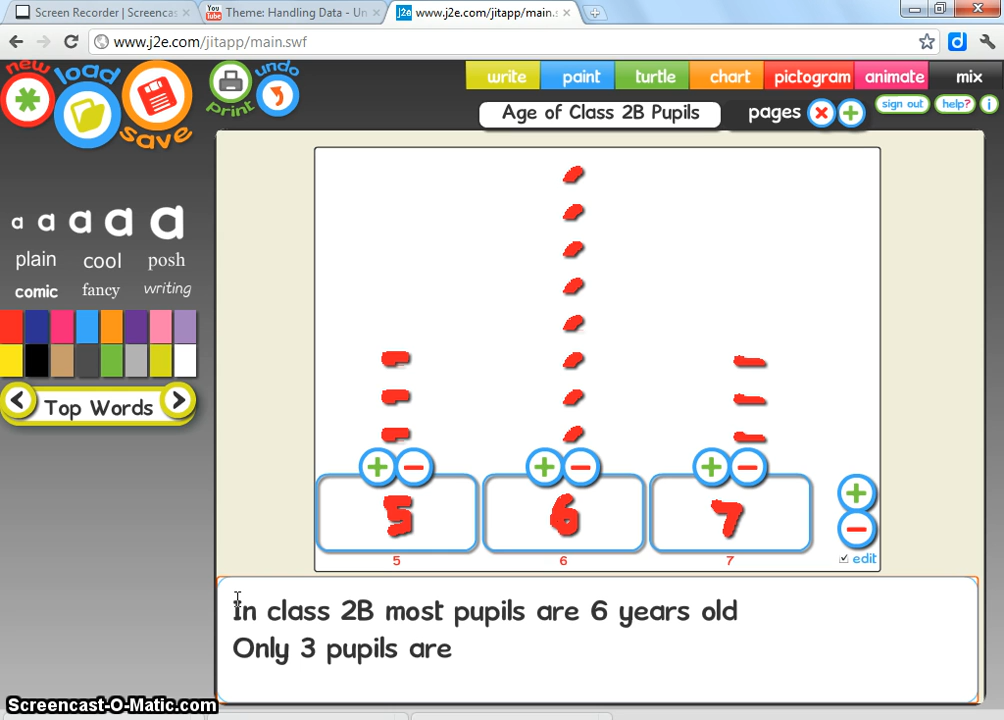 Screen Recorder | Screencas
Theme: Handling Data - Un
www.j2e.com/jitapp/main.s
www.j2e.com/jitapp/main.swf
new
load
save
print
undo
write
paint
turtle
chart
pictogram
animate
mix
Age of Class 2B Pupils
pages
sign out
help?
i
a a a a a
plain cool posh
comic fancy writing
Top Words
5
6
7
5
6
7
edit
In class 2B most pupils are 6 years old
Only 3 pupils are
Screencast-O-Matic.com